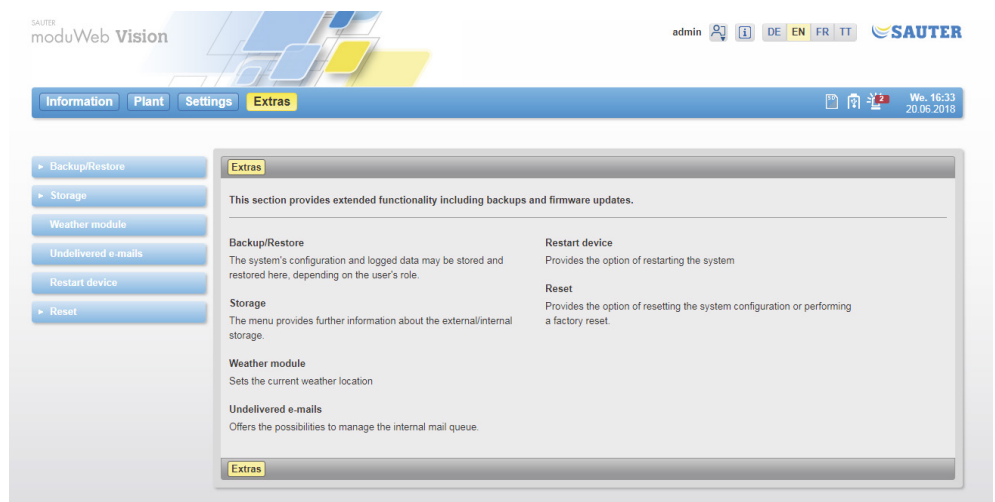 SAUTER
moduWeb Vision
admin
DE EN FR TT
SAUTER
Information Plant Settings Extras
2
We. 16:33
20.06.2018
Backup/Restore
Storage
Weather module
Undelivered e-mails
Restart device
Reset
Extras
This section provides extended functionality including backups and firmware updates.
Backup/Restore
The system's configuration and logged data may be stored and
restored here, depending on the user's role.
Storage
The menu provides further information about the external/internal
storage.
Weather module
Sets the current weather location
Undelivered e-mails
Offers the possibilities to manage the internal mail queue.
Restart device
Provides the option of restarting the system
Reset
Provides the option of resetting the system configuration or performing
a factory reset.
Extras